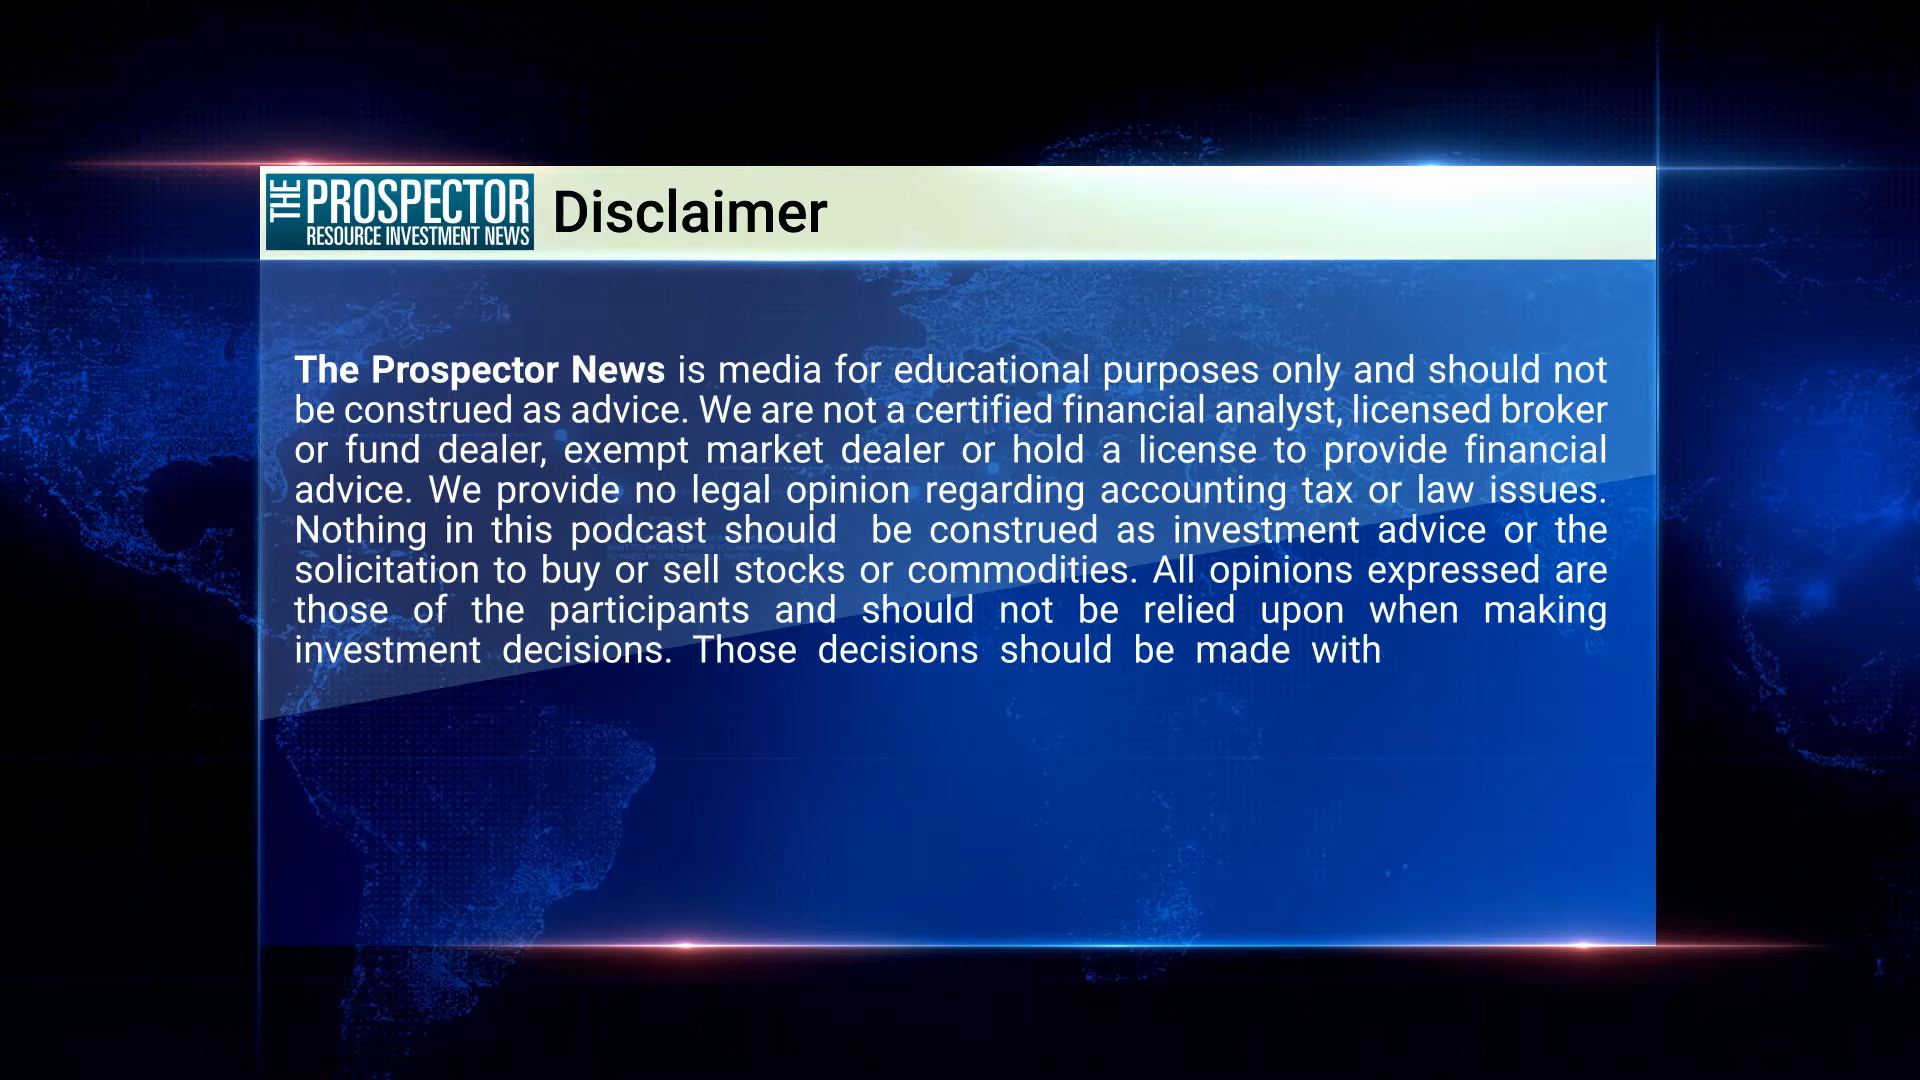 THE PROSPECTOR
RESOURCE INVESTMENT NEWS
Disclaimer
The Prospector News is media for educational purposes only and should not
be construed as advice. We are not a certified financial analyst, licensed broker
or fund dealer, exempt market dealer or hold a license to provide financial
advice. We provide no legal opinion regarding accounting tax or law issues.
Nothing in this podcast should be construed as investment advice or the
solicitation to buy or sell stocks or commodities. All opinions expressed are
those of the participants and should not be relied upon when making
investment decisions. Those decisions should be made with